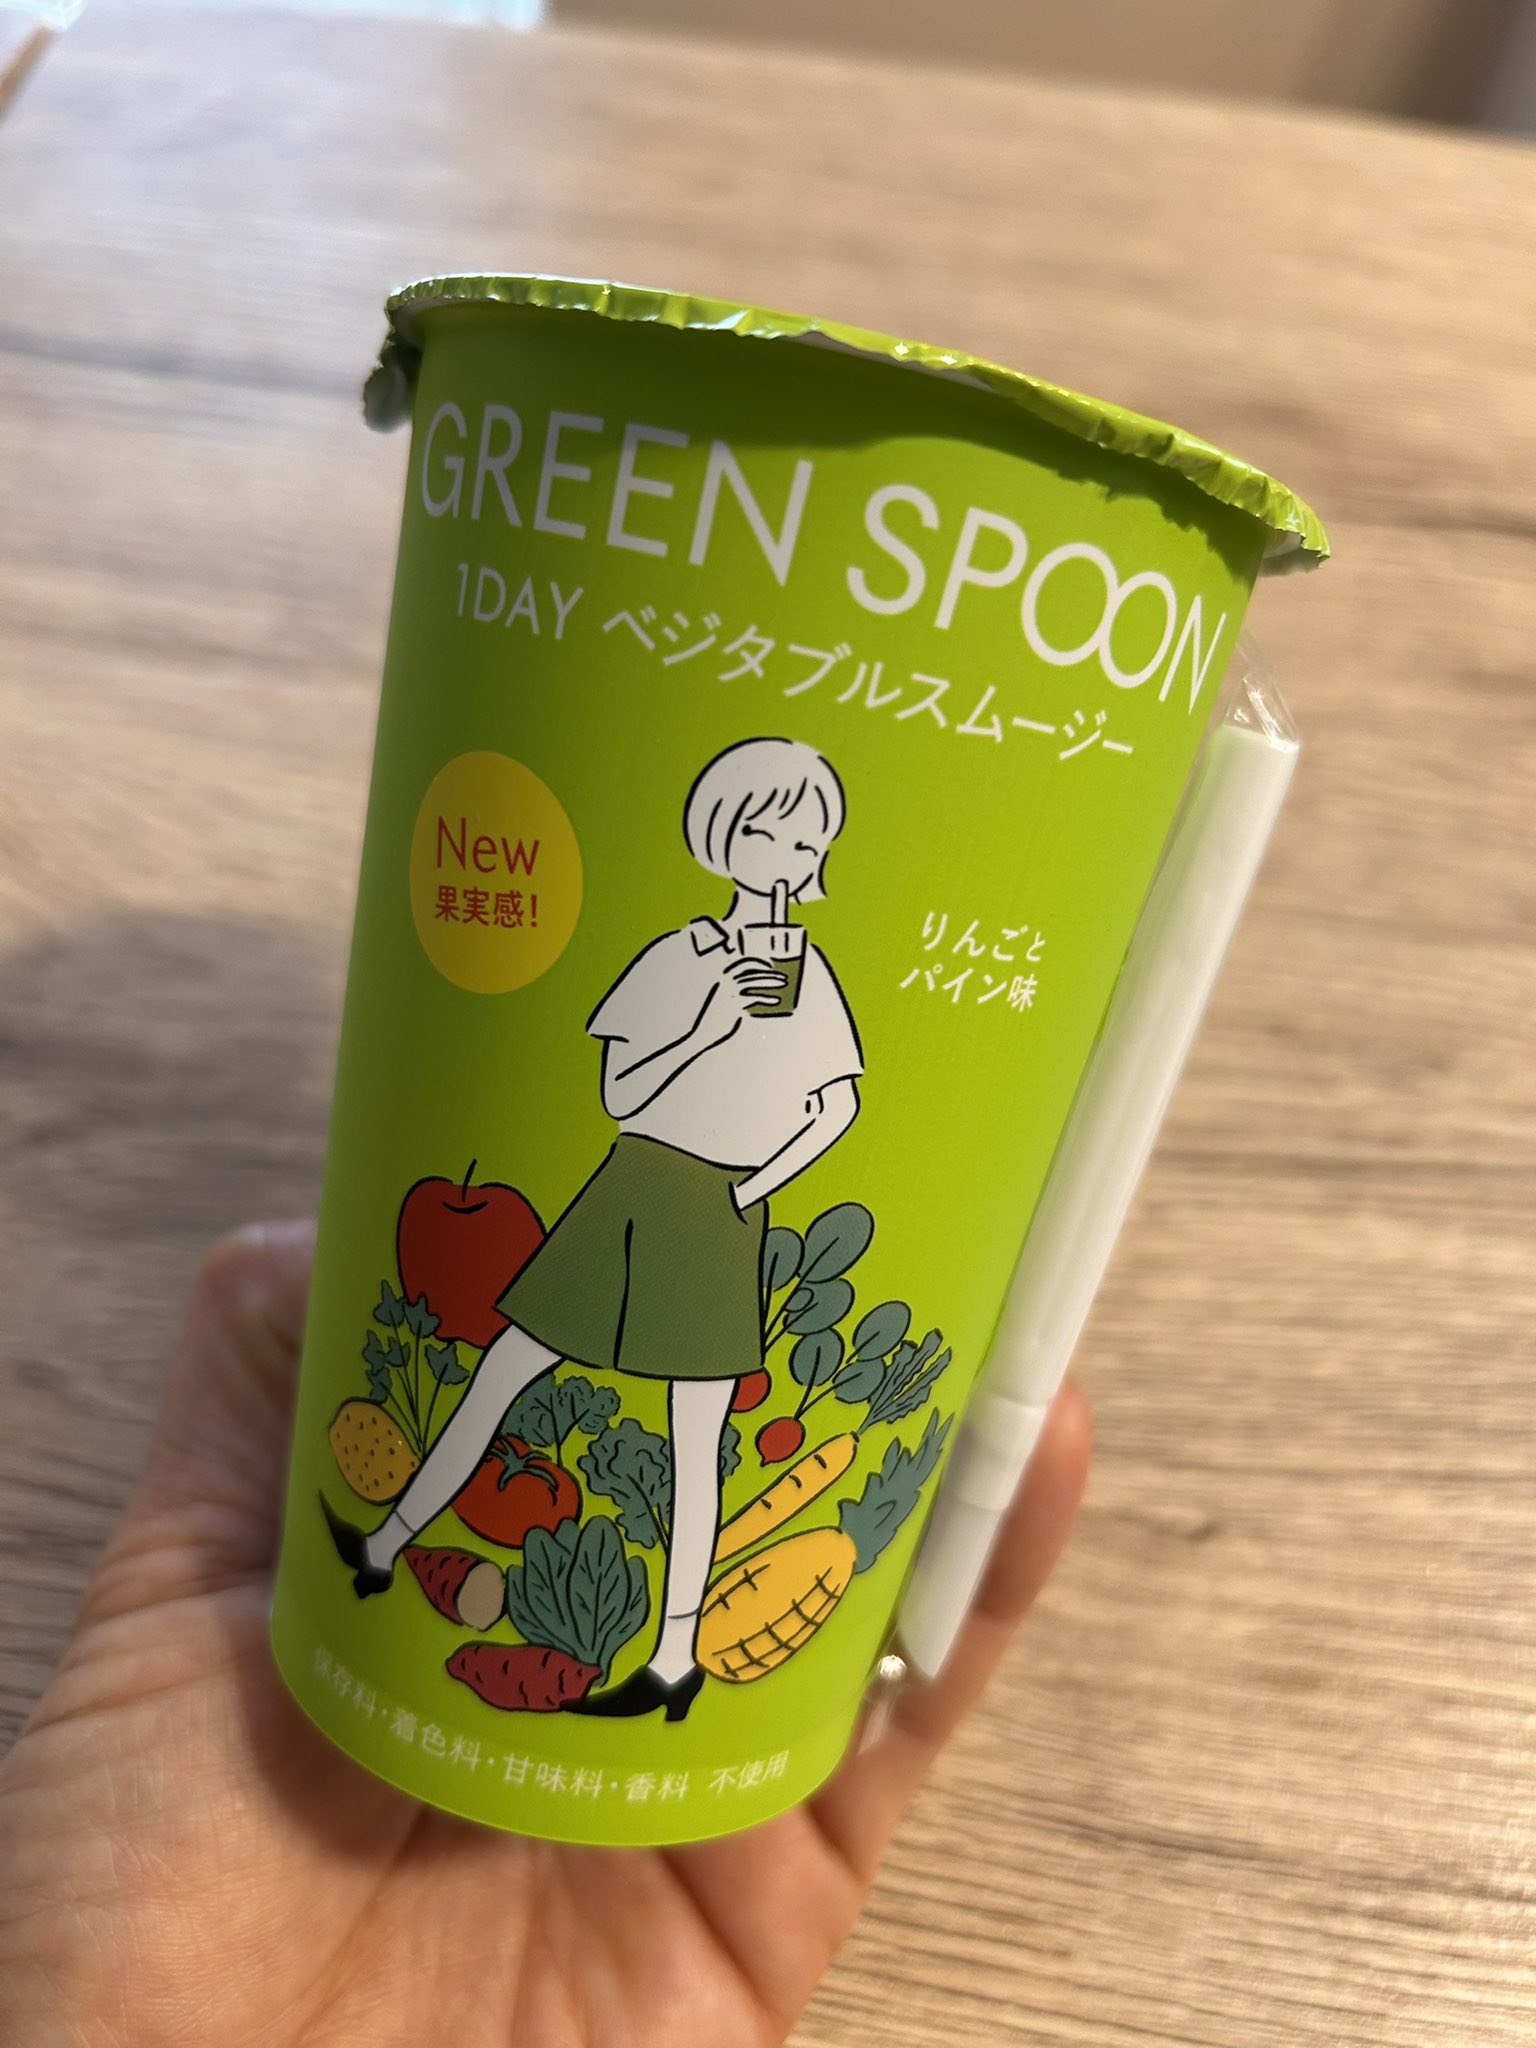 GREEN SPOON
1DAY ベジタブルスムージー
New
果実感!
りんごと
パイン味
保存料・着色料・甘味料・香料 不使用